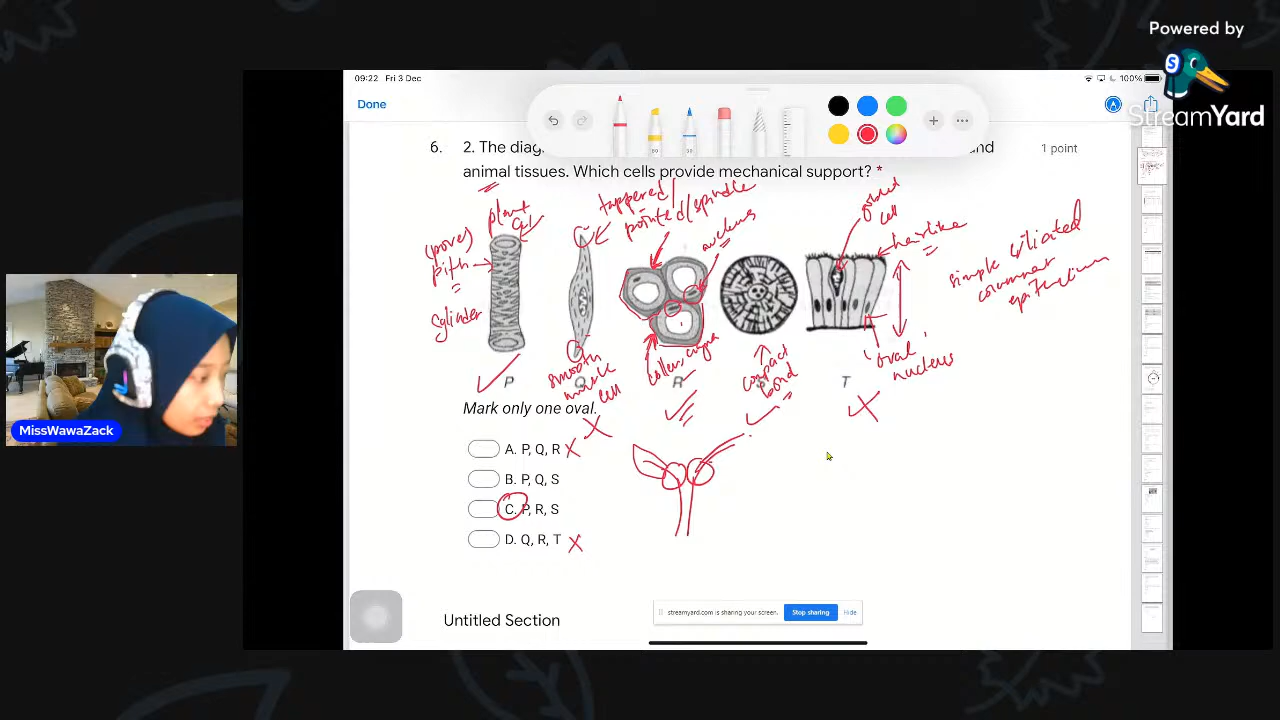 Powered by
StreamYard
09:22 Fri 3 Dec
100%
Done
6.
2. The diag
and
1 point
animal tissues. Which cells provide mechanical support? *
plant
cell
(pores)
pith
cylinder
tappered/
pointed/spindle
nucleus
goblet
cell
hairlike
simple ciliated
columnar
epithelium
smooth
muscle
cell
compact
oval
nucleus
P
Q
R
S
T
Mark only one oval.
A. P, Q, R
B. P, Q, S
C. P, R, S
D. Q, R, T
streamyard.com is sharing your screen.
Stop sharing
Hide
Untitled Section
MissWawaZack